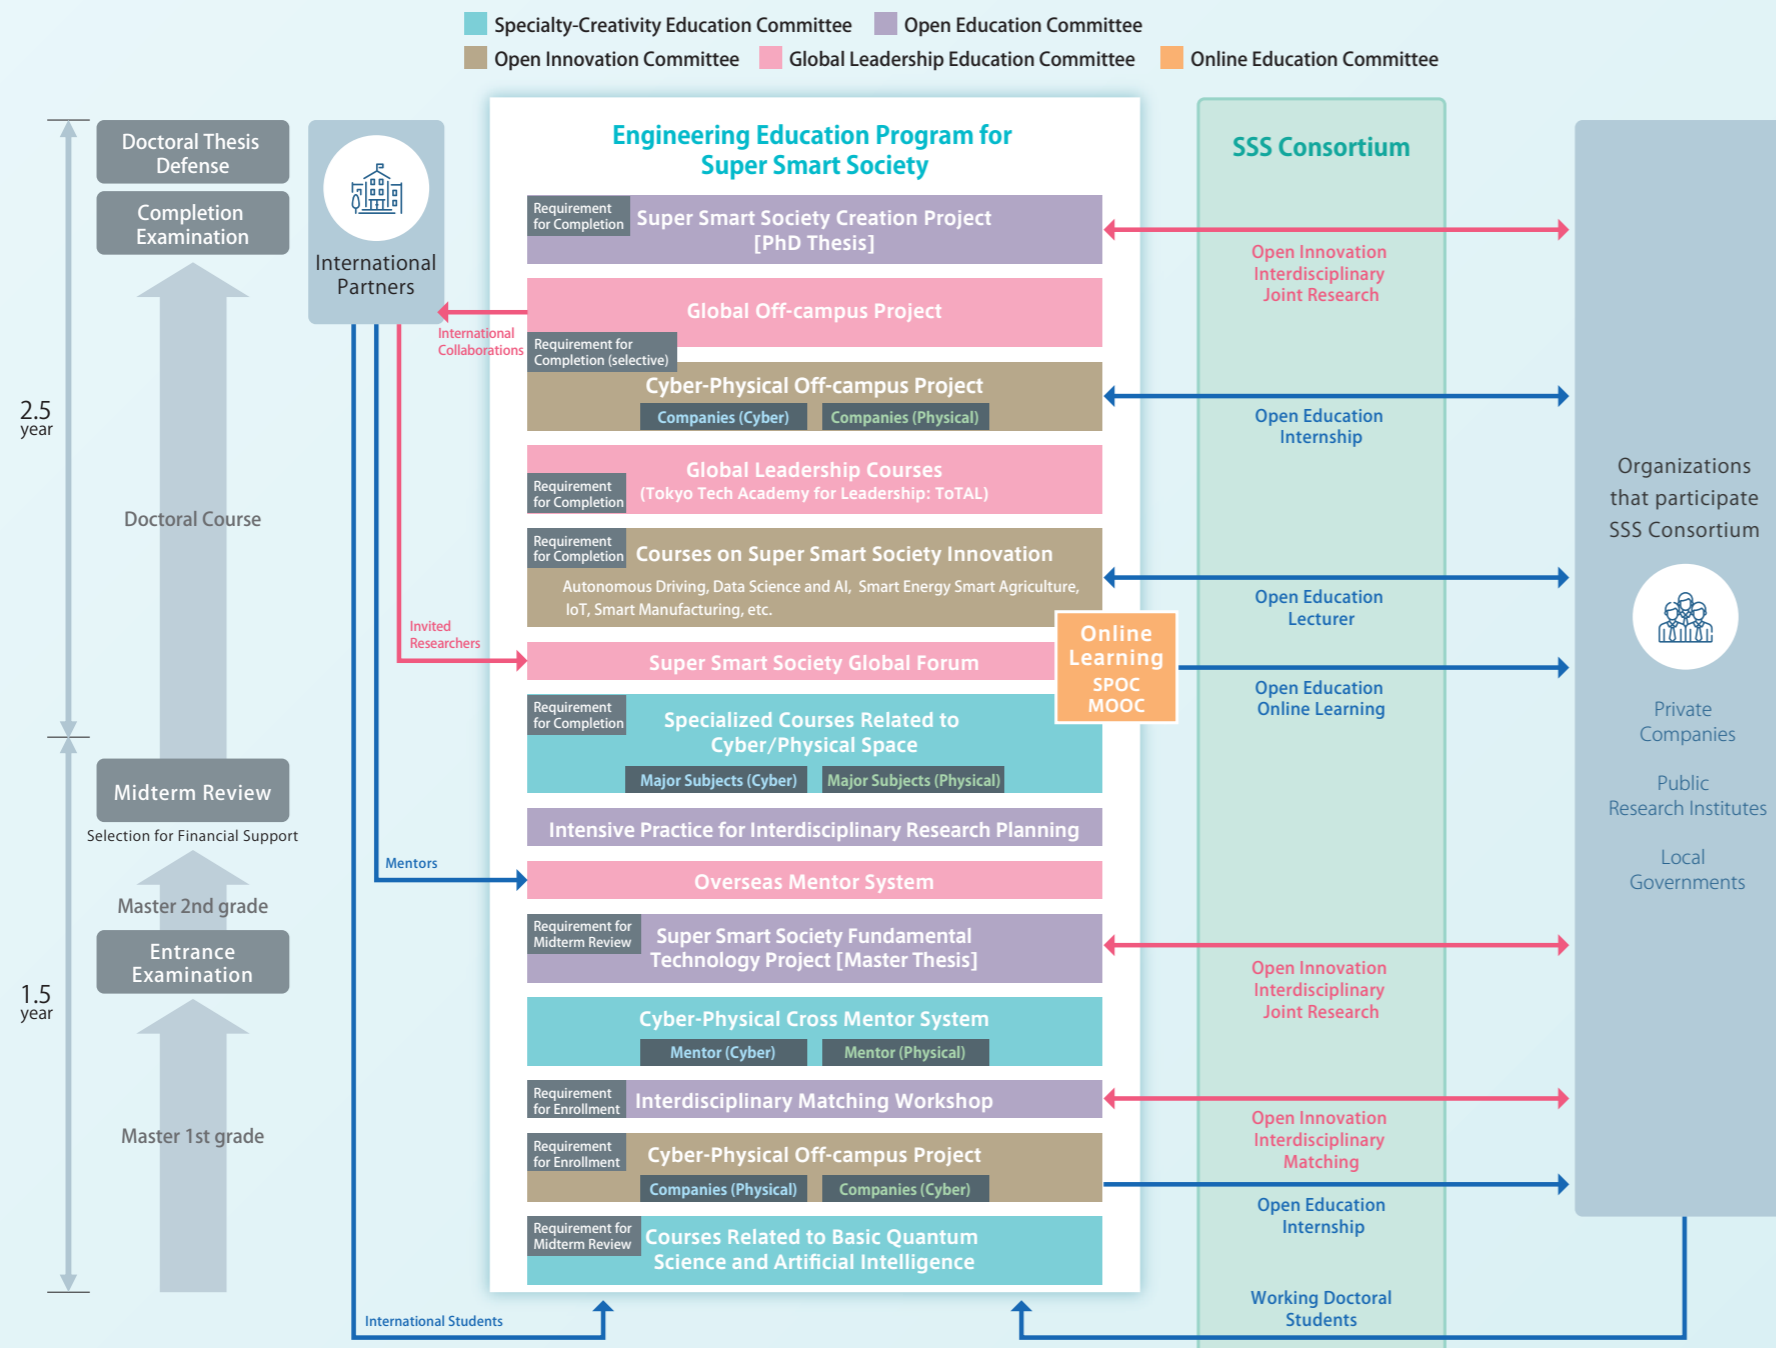 Specialty-Creativity Education Committee
Open Education Committee
Open Innovation Committee
Global Leadership Education Committee
Online Education Committee
2.5
year
1.5
year
Doctoral Thesis
Defense
Completion
Examination
Doctoral Course
Midterm Review
Selection for Financial Support
Master 2nd grade
Entrance
Examination
Master 1st grade
International
Partners
International
Collaborations
Invited
Researchers
Mentors
International Students
Engineering Education Program for
Super Smart Society
Requirement
for Completion
Super Smart Society Creation Project
[PhD Thesis]
Global Off-campus Project
Requirement for
Completion (selective)
Cyber-Physical Off-campus Project
Companies (Cyber)
Companies (Physical)
Global Leadership Courses
Requirement
for Completion
(Tokyo Tech Academy for Leadership: ToTAL)
Requirement
for Completion
Courses on Super Smart Society Innovation
Autonomous Driving, Data Science and AI, Smart Energy Smart Agriculture,
IoT, Smart Manufacturing, etc.
Super Smart Society Global Forum
Online
Learning
SPOC
MOOC
Requirement
for Completion
Specialized Courses Related to
Cyber/Physical Space
Major Subjects (Cyber)
Major Subjects (Physical)
Intensive Practice for Interdisciplinary Research Planning
Overseas Mentor System
Requirement for
Midterm Review
Super Smart Society Fundamental
Technology Project [Master Thesis]
Cyber-Physical Cross Mentor System
Mentor (Cyber)
Mentor (Physical)
Requirement
for Enrollment
Interdisciplinary Matching Workshop
Requirement
for Enrollment
Cyber-Physical Off-campus Project
Companies (Physical)
Companies (Cyber)
Requirement for
Midterm Review
Courses Related to Basic Quantum
Science and Artificial Intelligence
SSS Consortium
Open Innovation
Interdisciplinary
Joint Research
Open Education
Internship
Open Education
Lecturer
Open Education
Online Learning
Open Innovation
Interdisciplinary
Joint Research
Open Innovation
Interdisciplinary
Matching
Open Education
Internship
Working Doctoral
Students
Organizations
that participate
SSS Consortium
Private
Companies
Public
Research Institutes
Local
Governments